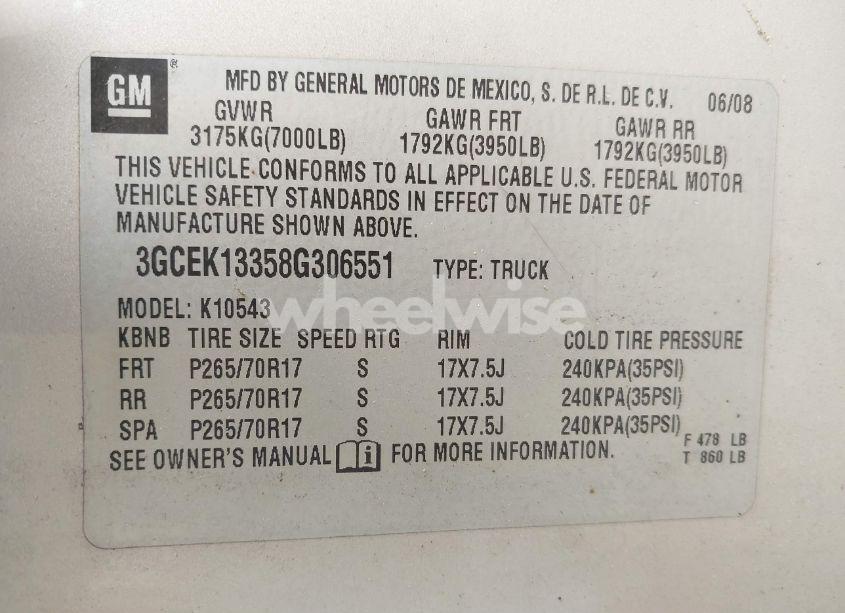 GM ®
MFD BY GENERAL MOTORS DE MEXICO, S. DE R.L. DE C.V. 06/08
GVWR GAWR FRT GAWR RR
3175KG(7000LB) 1792KG(3950LB) 1792KG(3950LB)
THIS VEHICLE CONFORMS TO ALL APPLICABLE U.S. FEDERAL MOTOR
VEHICLE SAFETY STANDARDS IN EFFECT ON THE DATE OF
MANUFACTURE SHOWN ABOVE.
3GCEK13358G306551 TYPE: TRUCK
MODEL: K10543
wheelwise
KBNB TIRE SIZE SPEED RTG RIM COLD TIRE PRESSURE
FRT P265/70R17 S 17X7.5J 240KPA(35PSI)
RR P265/70R17 S 17X7.5J 240KPA(35PSI)
SPA P265/70R17 S 17X7.5J 240KPA(35PSI)
F 478 LB
SEE OWNER'S MANUAL i FOR MORE INFORMATION.
T 860 LB